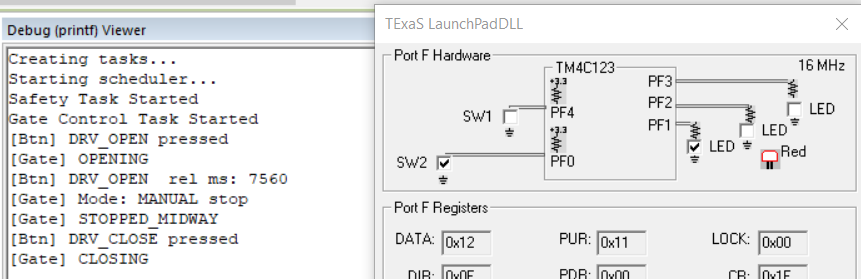 Debug (printf) Viewer
Creating tasks...
Starting scheduler...
Safety Task Started
Gate Control Task Started
[Btn] DRV_OPEN pressed
[Gate] OPENING
[Btn] DRV_OPEN  rel ms: 7560
[Gate] Mode: MANUAL stop
[Gate] STOPPED_MIDWAY
[Btn] DRV_CLOSE pressed
[Gate] CLOSING
TExaS LaunchPadDLL
Port F Hardware
TM4C123
16 MHz
+3.3
PF3
PF2
PF1
SW1
PF4
+3.3
SW2
PF0
LED
LED
LED
Red
Port F Registers
DATA: 0x12
PUR: 0x11
LOCK: 0x00
DIR: 0x0E
PDR: 0x00
CR: 0x1F